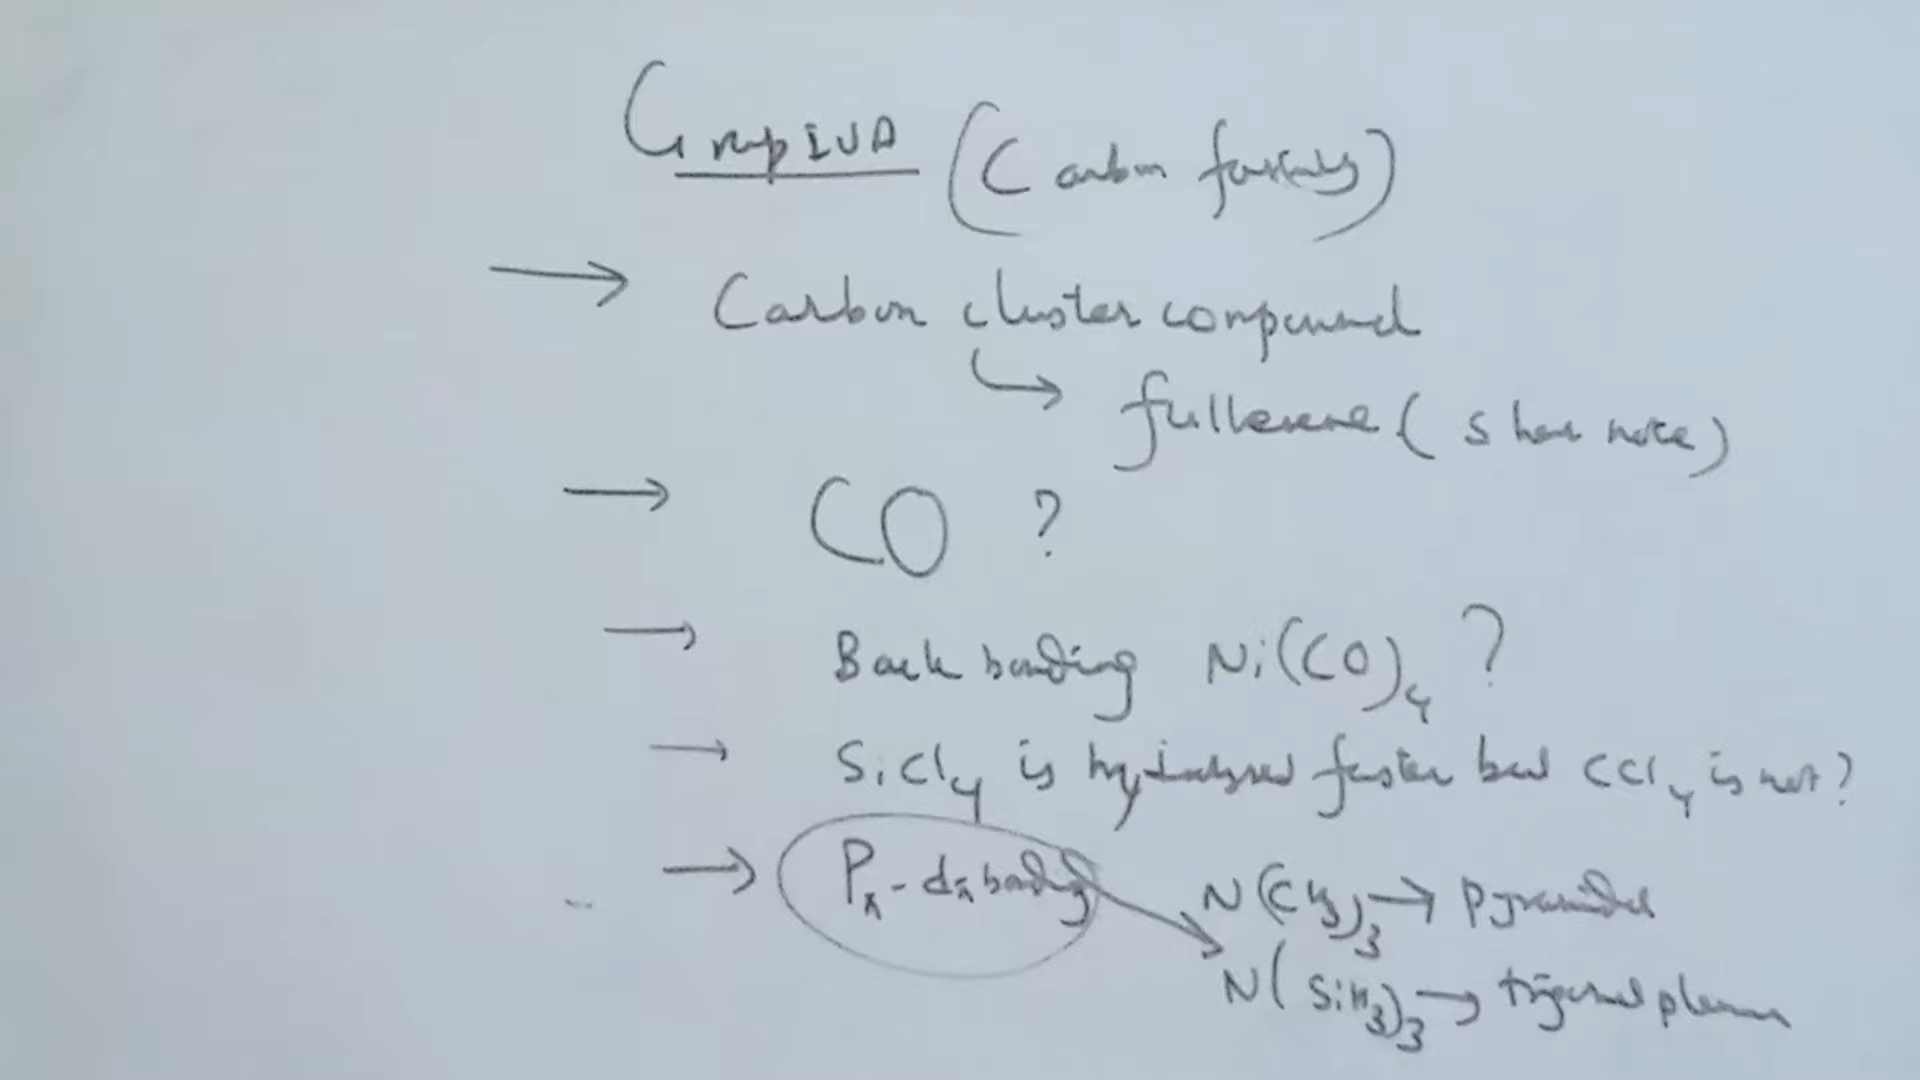 Group IVA (Carbon family)
→ Carbon cluster compound
↳ fullerene (short note)
→ CO ?
→ Back bonding Ni(CO)₄ ?
→ SiCl₄ is hydrolysed faster but CCl₄ is not?
→ Pπ-dπ bonding N(CH₃)₃ → pyramidal
N(SiH₃)₃ → trigonal planar